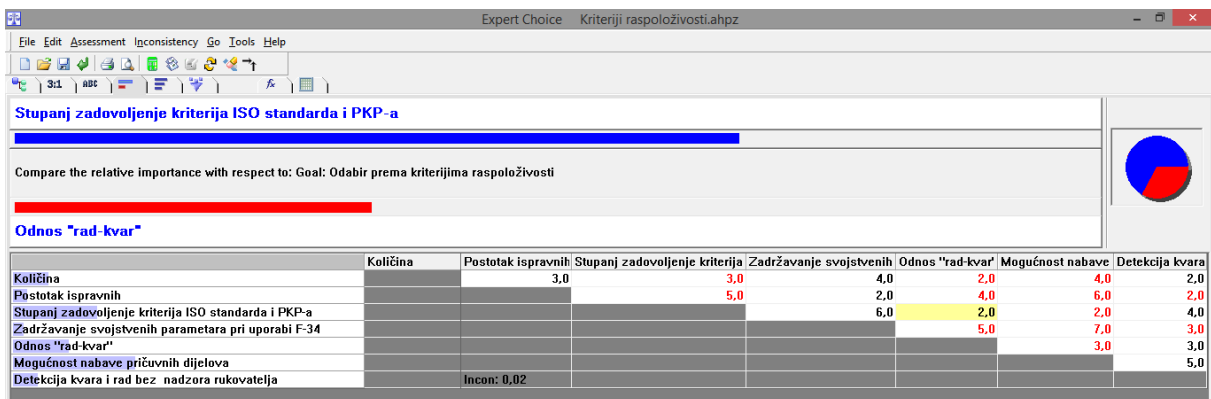 Expert Choice Kriteriji raspoloživosti.ahpz
File Edit Assessment Inconsistency Go Tools Help
3:1 ABC fx
Stupanj zadovoljenje kriterija ISO standarda i PKP-a
Compare the relative importance with respect to: Goal: Odabir prema kriterijima raspoloživosti
Odnos "rad-kvar"
Količina Postotak ispravnih Stupanj zadovoljenje kriterija Zadržavanje svojstvenih Odnos "rad-kvar' Mogućnost nabave Detekcija kvara
Količina 3,0 3,0 4,0 2,0 4,0 2,0
Postotak ispravnih 5,0 2,0 4,0 6,0 2,0
Stupanj zadovoljenje kriterija ISO standarda i PKP-a 6,0 2,0 2,0 4,0
Zadržavanje svojstvenih parametara pri uporabi F-34 5,0 7,0 3,0
Odnos "rad-kvar" 3,0 3,0
Mogućnost nabave pričuvnih dijelova 5,0
Detekcija kvara i rad bez nadzora rukovatelja Incon: 0,02